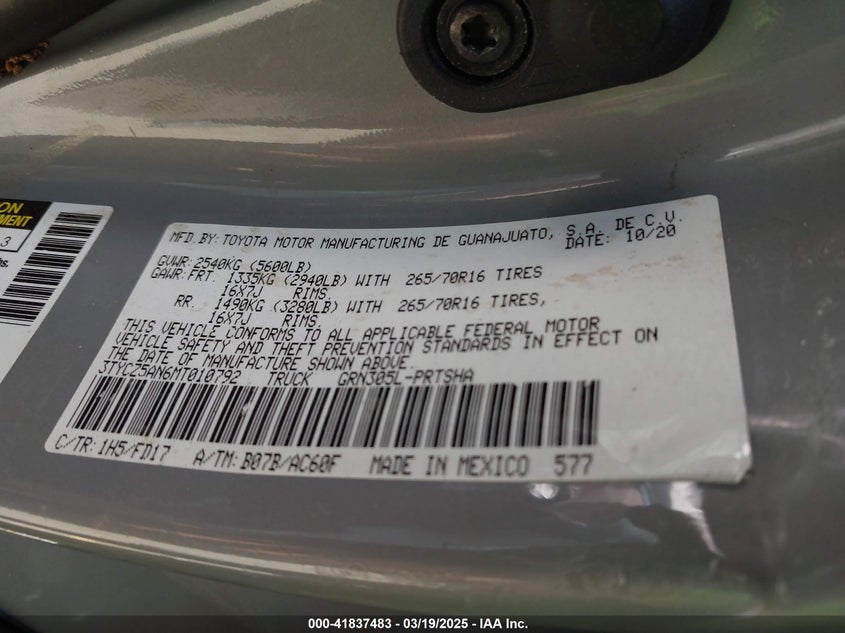 ON
MENT
3
s.
MFD. BY: TOYOTA MOTOR MANUFACTURING DE GUANAJUATO, S.A. DE C.V.
DATE: 10/20
GVWR: 2540KG (5600LB)
GAWR: FRT. 1335KG (2940LB) WITH 265/70R16 TIRES
16X7J RIMS,
RR. 1490KG (3280LB) WITH 265/70R16 TIRES,
16X7J RIMS,
THIS VEHICLE CONFORMS TO ALL APPLICABLE FEDERAL MOTOR
VEHICLE SAFETY AND THEFT PREVENTION STANDARDS IN EFFECT ON
THE DATE OF MANUFACTURE SHOWN ABOVE.
3TYCZ5AN6MT010792 TRUCK GRN305L-PRTSHA
C/TR: 1H5/FD17 A/TM: B07B/AC60F MADE IN MEXICO 577
000-41837483 / 03/19/2025 - IAA Inc.